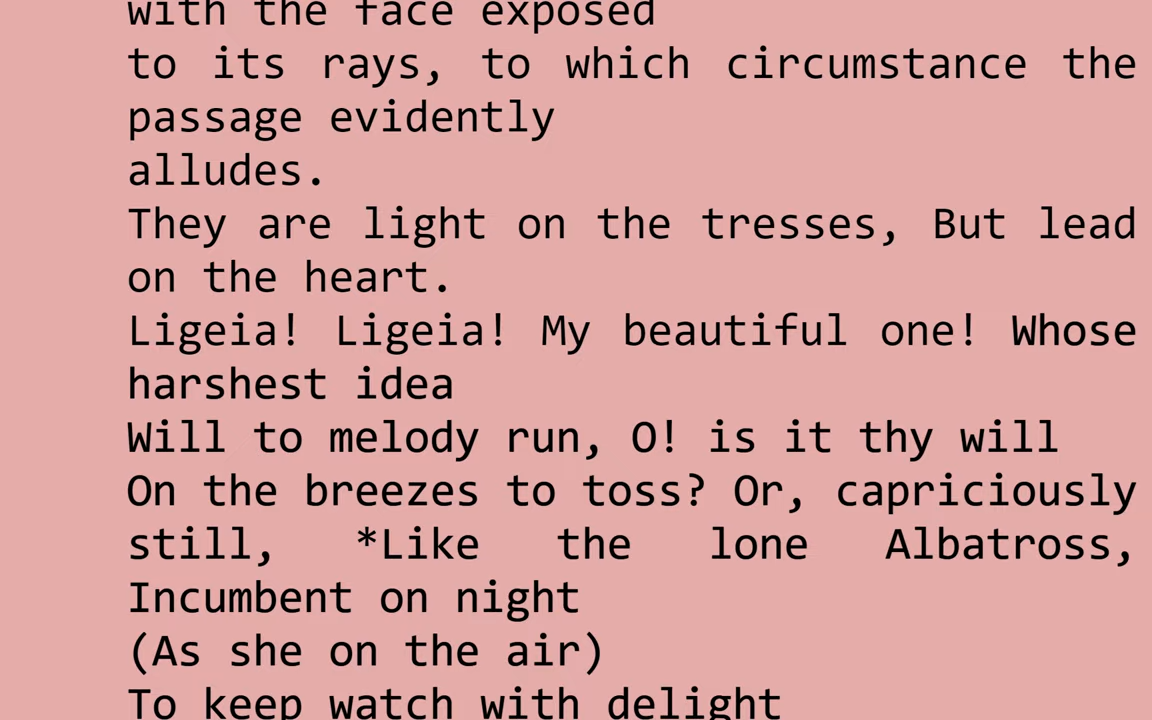 with the face exposed
to its rays, to which circumstance the
passage evidently
alludes.
They are light on the tresses, But lead
on the heart.
Ligeia! Ligeia! My beautiful one! Whose
harshest idea
Will to melody run, O! is it thy will
On the breezes to toss? Or, capriciously
still, *Like the lone Albatross,
Incumbent on night
(As she on the air)
To keep watch with delight